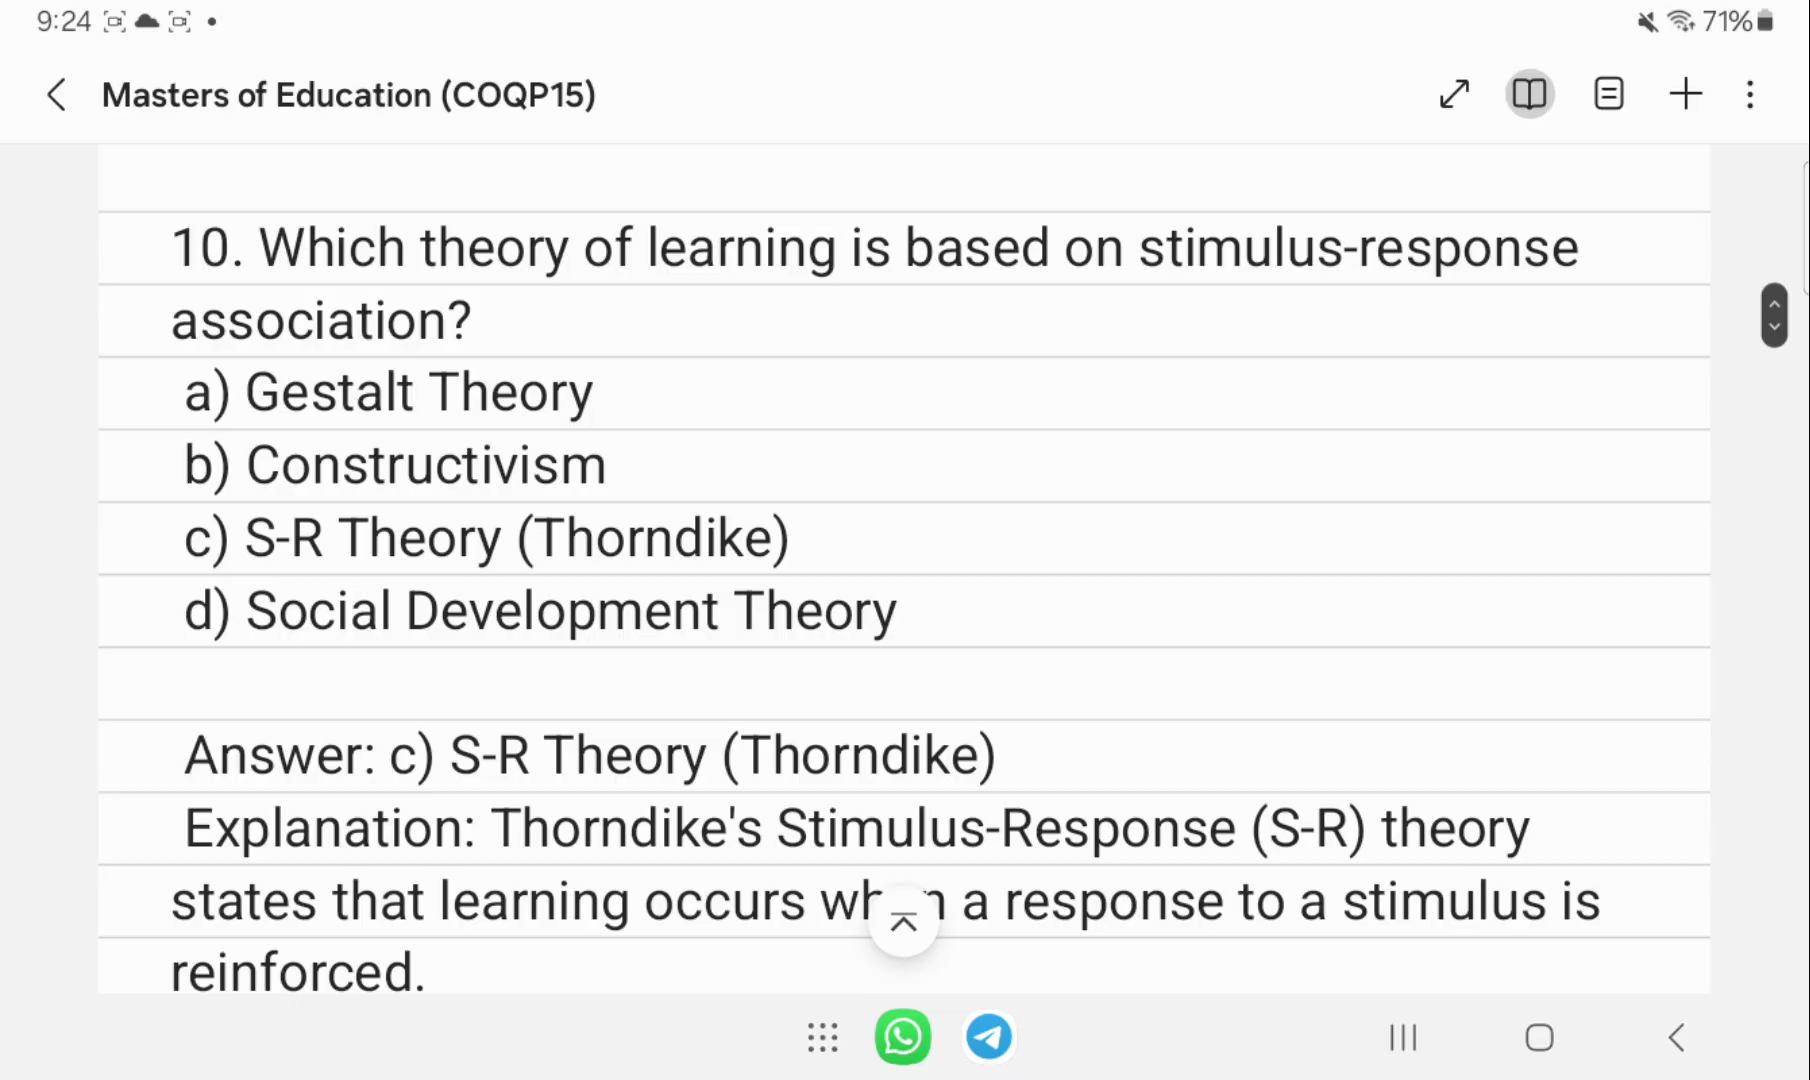 9:24
71%
Masters of Education (COQP15)
10. Which theory of learning is based on stimulus-response
association?
a) Gestalt Theory
b) Constructivism
c) S-R Theory (Thorndike)
d) Social Development Theory
Answer: c) S-R Theory (Thorndike)
Explanation: Thorndike's Stimulus-Response (S-R) theory
states that learning occurs when a response to a stimulus is
reinforced.